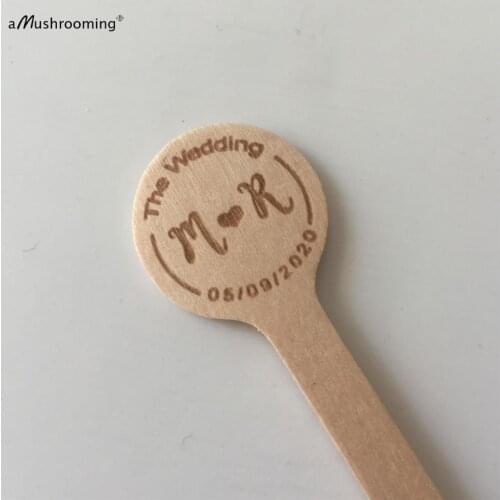 aMushrooming®
The Wedding
M♥R
05/09/2020